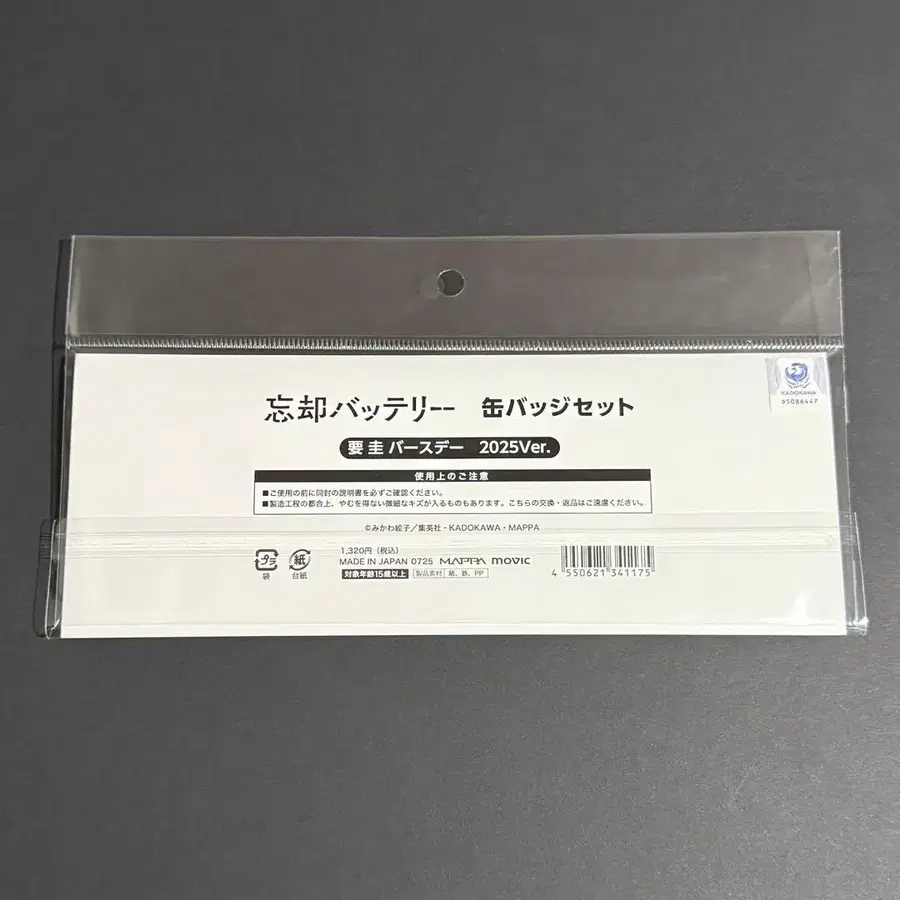 KADOKAWA
05086447
忘却バッテリー 缶バッジセット
要 圭 バースデー 2025Ver.
使用上のご注意
■ご使用の前に同封の説明書を必ずご確認ください。
■製造工程の都合上、やむを得ない微細なキズが入るものもあります。こちらの交換・返品はご遠慮ください。
©みかわ絵子／集英社・KADOKAWA・MAPPA
プラ
袋
紙
台紙
1,320円（税込）
MADE IN JAPAN 0725 MAPPA movic
対象年齢15歳以上 製品素材 紙、鉄、PP
4 550621 341175